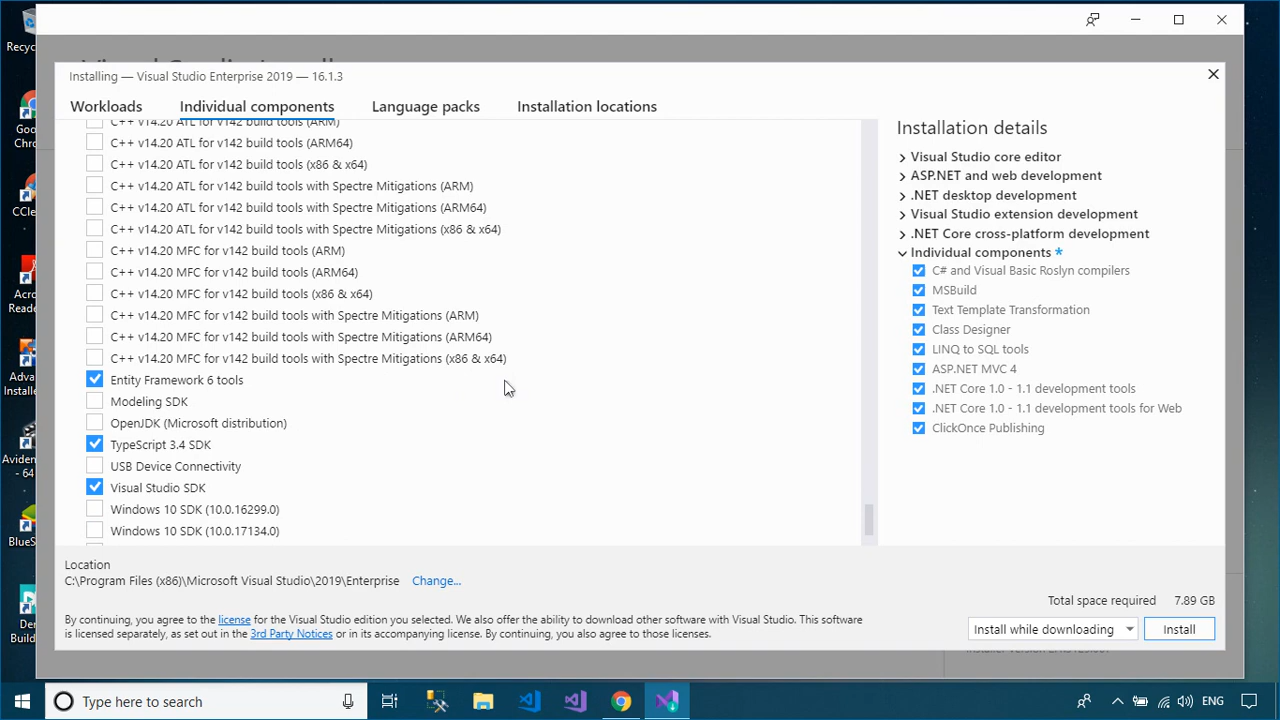 Recyc
Goo
Chro
CCle
Acro
Reade
Adva
Installe
Aviden
- 64
BlueS
Den
Build
Installing — Visual Studio Enterprise 2019 — 16.1.3
Workloads
Individual components
Language packs
Installation locations
C++ v14.20 ATL for v142 build tools (ARM)
C++ v14.20 ATL for v142 build tools (ARM64)
C++ v14.20 ATL for v142 build tools (x86 & x64)
C++ v14.20 ATL for v142 build tools with Spectre Mitigations (ARM)
C++ v14.20 ATL for v142 build tools with Spectre Mitigations (ARM64)
C++ v14.20 ATL for v142 build tools with Spectre Mitigations (x86 & x64)
C++ v14.20 MFC for v142 build tools (ARM)
C++ v14.20 MFC for v142 build tools (ARM64)
C++ v14.20 MFC for v142 build tools (x86 & x64)
C++ v14.20 MFC for v142 build tools with Spectre Mitigations (ARM)
C++ v14.20 MFC for v142 build tools with Spectre Mitigations (ARM64)
C++ v14.20 MFC for v142 build tools with Spectre Mitigations (x86 & x64)
Entity Framework 6 tools
Modeling SDK
OpenJDK (Microsoft distribution)
TypeScript 3.4 SDK
USB Device Connectivity
Visual Studio SDK
Windows 10 SDK (10.0.16299.0)
Windows 10 SDK (10.0.17134.0)
Installation details
Visual Studio core editor
ASP.NET and web development
.NET desktop development
Visual Studio extension development
.NET Core cross-platform development
Individual components *
C# and Visual Basic Roslyn compilers
MSBuild
Text Template Transformation
Class Designer
LINQ to SQL tools
ASP.NET MVC 4
.NET Core 1.0 - 1.1 development tools
.NET Core 1.0 - 1.1 development tools for Web
ClickOnce Publishing
Location
C:\Program Files (x86)\Microsoft Visual Studio\2019\Enterprise Change...
By continuing, you agree to the license for the Visual Studio edition you selected. We also offer the ability to download other software with Visual Studio. This software
is licensed separately, as set out in the 3rd Party Notices or in its accompanying license. By continuing, you also agree to those licenses.
Total space required 7.89 GB
Install while downloading
Install
Type here to search
ENG